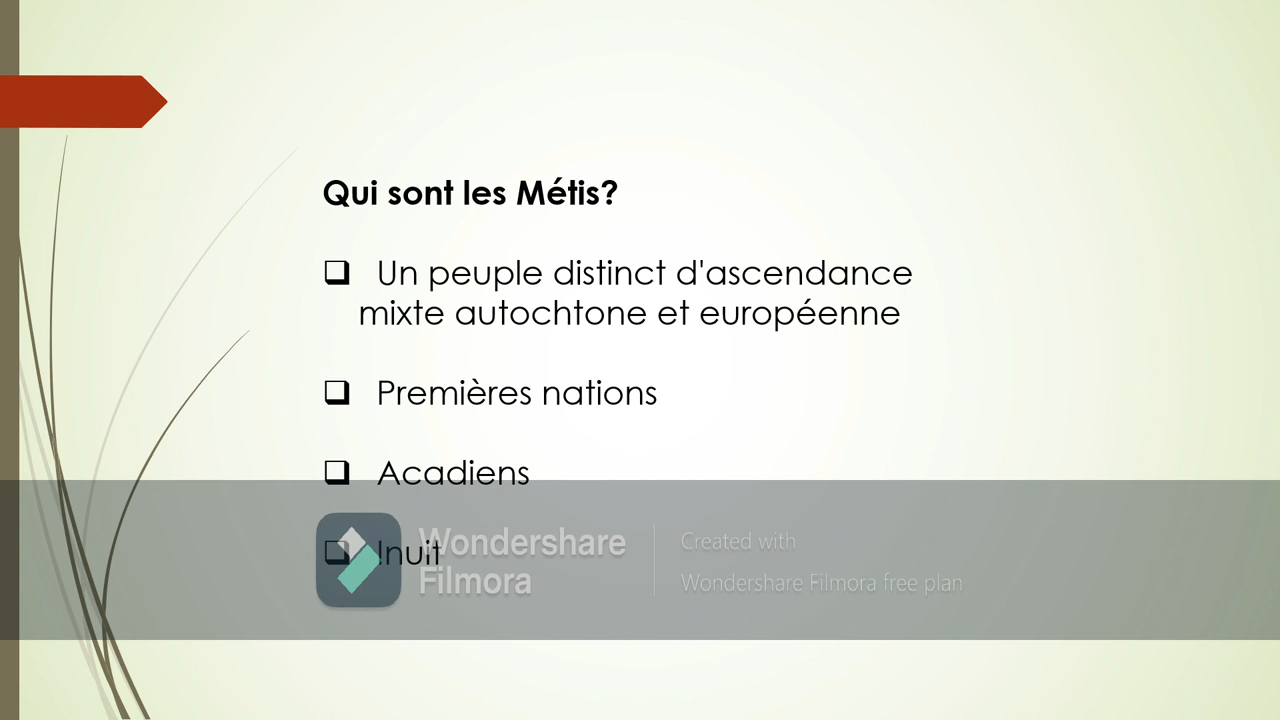 Qui sont les Métis?
Un peuple distinct d'ascendance
mixte autochtone et européenne
Premières nations
Acadiens
Inuit
Wondershare
Filmora
Created with
Wondershare Filmora free plan